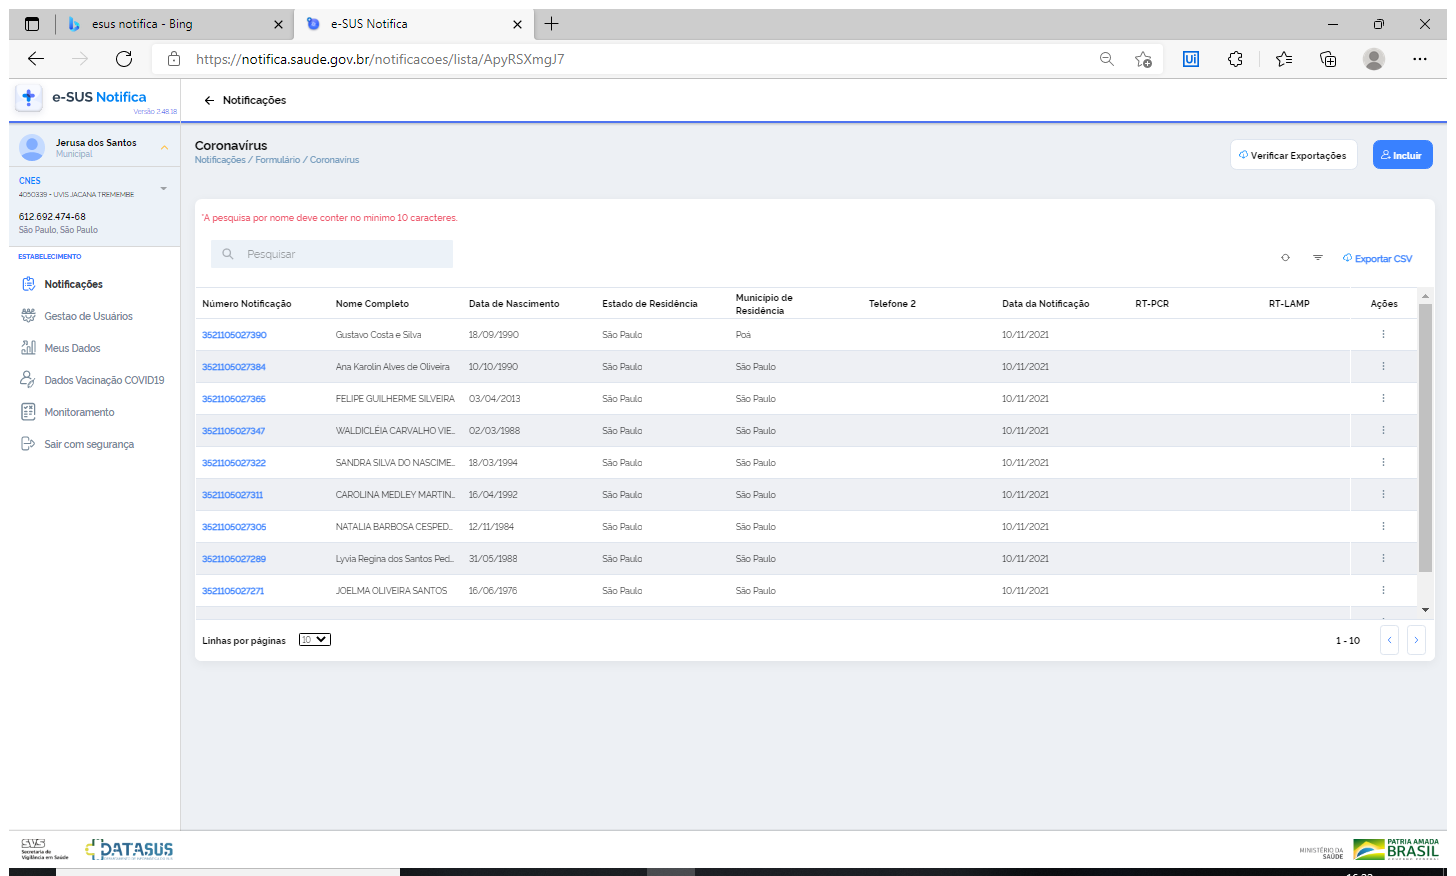 esus notifica - Bing
e-SUS Notifica
https://notifica.saude.gov.br/notificacoes/lista/ApyRSXmgJ7
e-SUS Notifica
Versão 2.48.18
Notificações
Jerusa dos Santos
Municipal
CNES
4050339 - UVIS JACANA TREMEMBE
612.692.474-68
São Paulo, São Paulo
ESTABELECIMENTO
Notificações
Gestao de Usuários
Meus Dados
Dados Vacinação COVID19
Monitoramento
Sair com segurança
Coronavírus
Notificações / Formulário / Coronavírus
Verificar Exportações
Incluir
*A pesquisa por nome deve conter no mínimo 10 caracteres.
Pesquisar
Exportar CSV
Número Notificação Nome Completo Data de Nascimento Estado de Residência Município de Residência Telefone 2 Data da Notificação RT-PCR RT-LAMP Ações
3521105027390 Gustavo Costa e Silva 18/09/1990 São Paulo Poá 10/11/2021
3521105027384 Ana Karolin Alves de Oliveira 10/10/1990 São Paulo São Paulo 10/11/2021
3521105027365 FELIPE GUILHERME SILVEIRA 03/04/2013 São Paulo São Paulo 10/11/2021
3521105027347 WALDICLÉIA CARVALHO VIE... 02/03/1988 São Paulo São Paulo 10/11/2021
3521105027322 SANDRA SILVA DO NASCIME... 18/03/1994 São Paulo São Paulo 10/11/2021
3521105027311 CAROLINA MEDLEY MARTIN... 16/04/1992 São Paulo São Paulo 10/11/2021
3521105027305 NATALIA BARBOSA CESPED... 12/11/1984 São Paulo São Paulo 10/11/2021
3521105027289 Lyvia Regina dos Santos Ped... 31/05/1988 São Paulo São Paulo 10/11/2021
3521105027271 JOELMA OLIVEIRA SANTOS 16/06/1976 São Paulo São Paulo 10/11/2021
Linhas por páginas 10
1 - 10
SVS
Secretaria de
Vigilância em Saúde
DATASUS
MINISTÉRIO DA
SAÚDE
PÁTRIA AMADA
BRASIL
GOVERNO FEDERAL